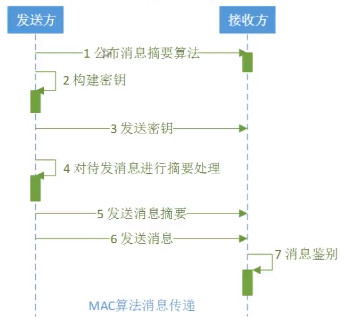 发送方
接收方
1 公布消息摘要算法
2 构建密钥
3 发送密钥
4 对待发消息进行摘要处理
5 发送消息摘要
6 发送消息
7 消息鉴别
MAC算法消息传递